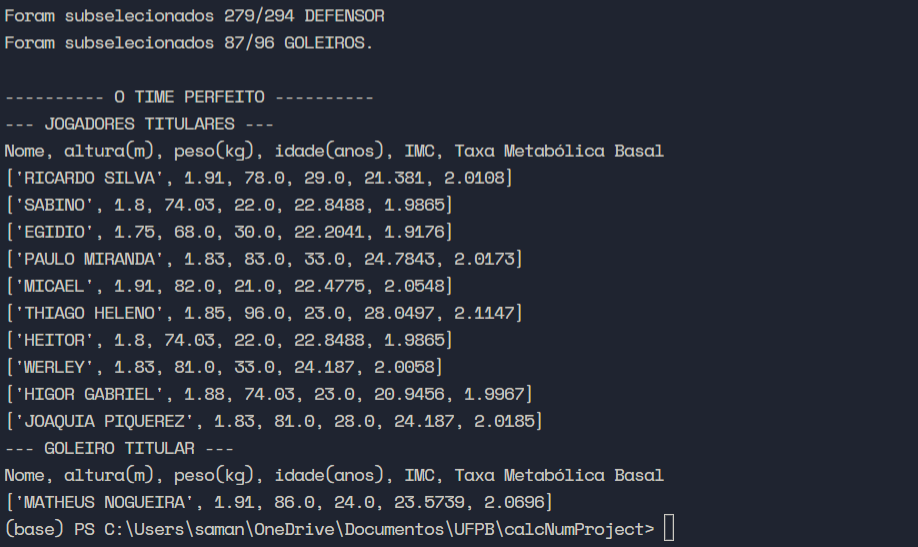 Foram subselecionados 279/294 DEFENSOR
Foram subselecionados 87/96 GOLEIROS.
---------- O TIME PERFEITO ----------
--- JOGADORES TITULARES ---
Nome, altura(m), peso(kg), idade(anos), IMC, Taxa Metabólica Basal
['RICARDO SILVA', 1.91, 78.0, 29.0, 21.381, 2.0108]
['SABINO', 1.8, 74.03, 22.0, 22.8488, 1.9865]
['EGIDIO', 1.75, 68.0, 30.0, 22.2041, 1.9176]
['PAULO MIRANDA', 1.83, 83.0, 33.0, 24.7843, 2.0173]
['MICAEL', 1.91, 82.0, 21.0, 22.4775, 2.0548]
['THIAGO HELENO', 1.85, 96.0, 23.0, 28.0497, 2.1147]
['HEITOR', 1.8, 74.03, 22.0, 22.8488, 1.9865]
['WERLEY', 1.83, 81.0, 33.0, 24.187, 2.0058]
['HIGOR GABRIEL', 1.88, 74.03, 23.0, 20.9456, 1.9967]
['JOAQUIA PIQUEREZ', 1.83, 81.0, 28.0, 24.187, 2.0185]
--- GOLEIRO TITULAR ---
Nome, altura(m), peso(kg), idade(anos), IMC, Taxa Metabólica Basal
['MATHEUS NOGUEIRA', 1.91, 86.0, 24.0, 23.5739, 2.0696]
(base) PS C:\Users\saman\OneDrive\Documentos\UFPB\calcNumProject>